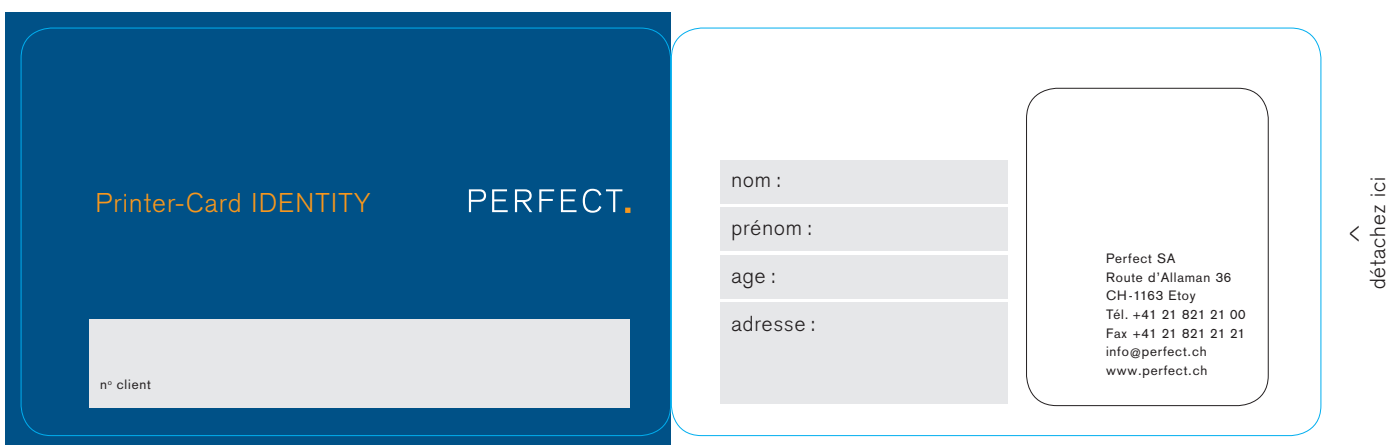 Printer-Card IDENTITY
PERFECT.
nº client
nom :
prénom :
age :
adresse :
Perfect SA
Route d'Allaman 36
CH-1163 Etoy
Tél. +41 21 821 21 00
Fax +41 21 821 21 21
info@perfect.ch
www.perfect.ch
détachez ici